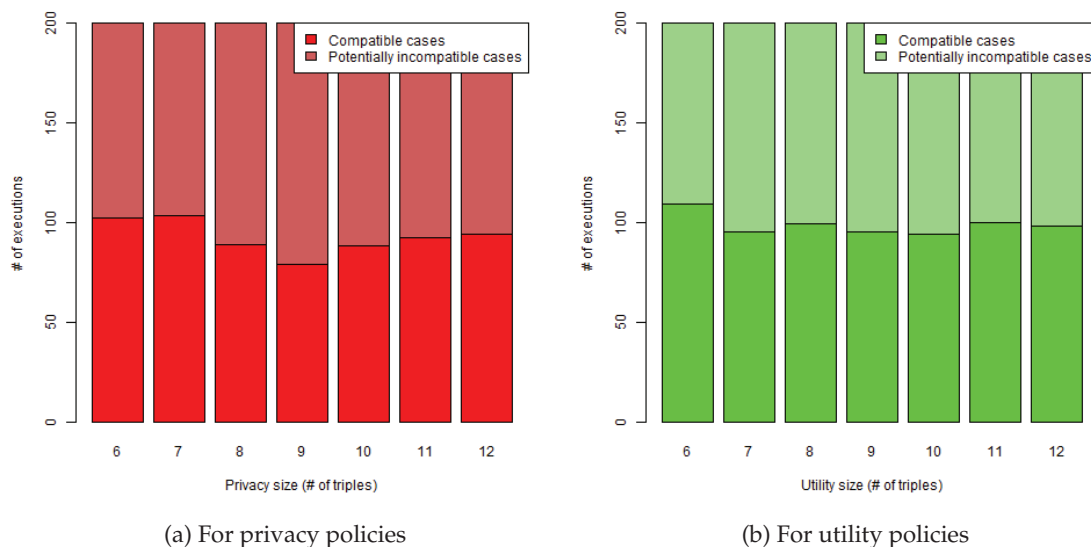 200
150
100
50
0
# of executions
Compatible cases
Potentially incompatible cases
6 7 8 9 10 11 12
Privacy size (# of triples)
(a) For privacy policies
200
150
100
50
0
# of executions
Compatible cases
Potentially incompatible cases
6 7 8 9 10 11 12
Utility size (# of triples)
(b) For utility policies